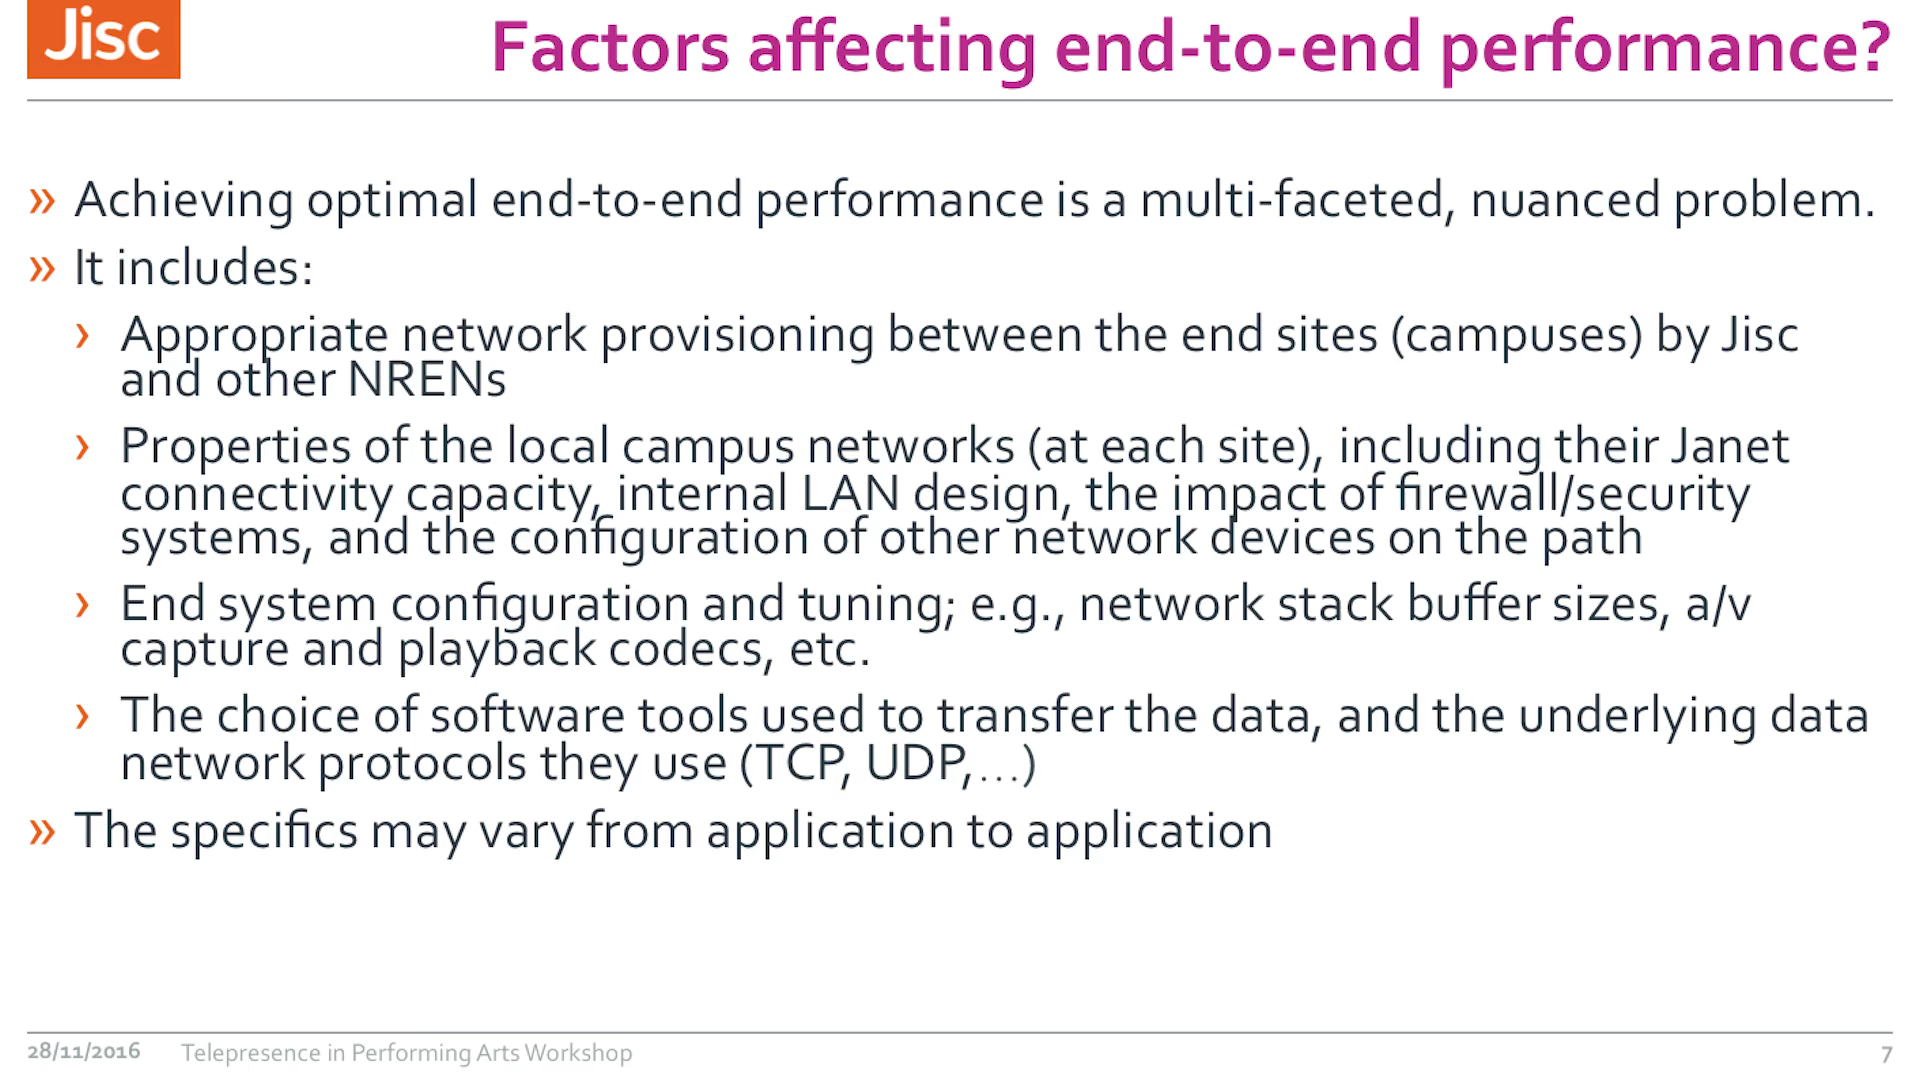 Jisc
Factors affecting end-to-end performance?
» Achieving optimal end-to-end performance is a multi-faceted, nuanced problem.
» It includes:
› Appropriate network provisioning between the end sites (campuses) by Jisc
and other NRENs
› Properties of the local campus networks (at each site), including their Janet
connectivity capacity, internal LAN design, the impact of firewall/security
systems, and the configuration of other network devices on the path
› End system configuration and tuning; e.g., network stack buffer sizes, a/v
capture and playback codecs, etc.
› The choice of software tools used to transfer the data, and the underlying data
network protocols they use (TCP, UDP,…)
» The specifics may vary from application to application
28/11/2016 Telepresence in Performing Arts Workshop 7